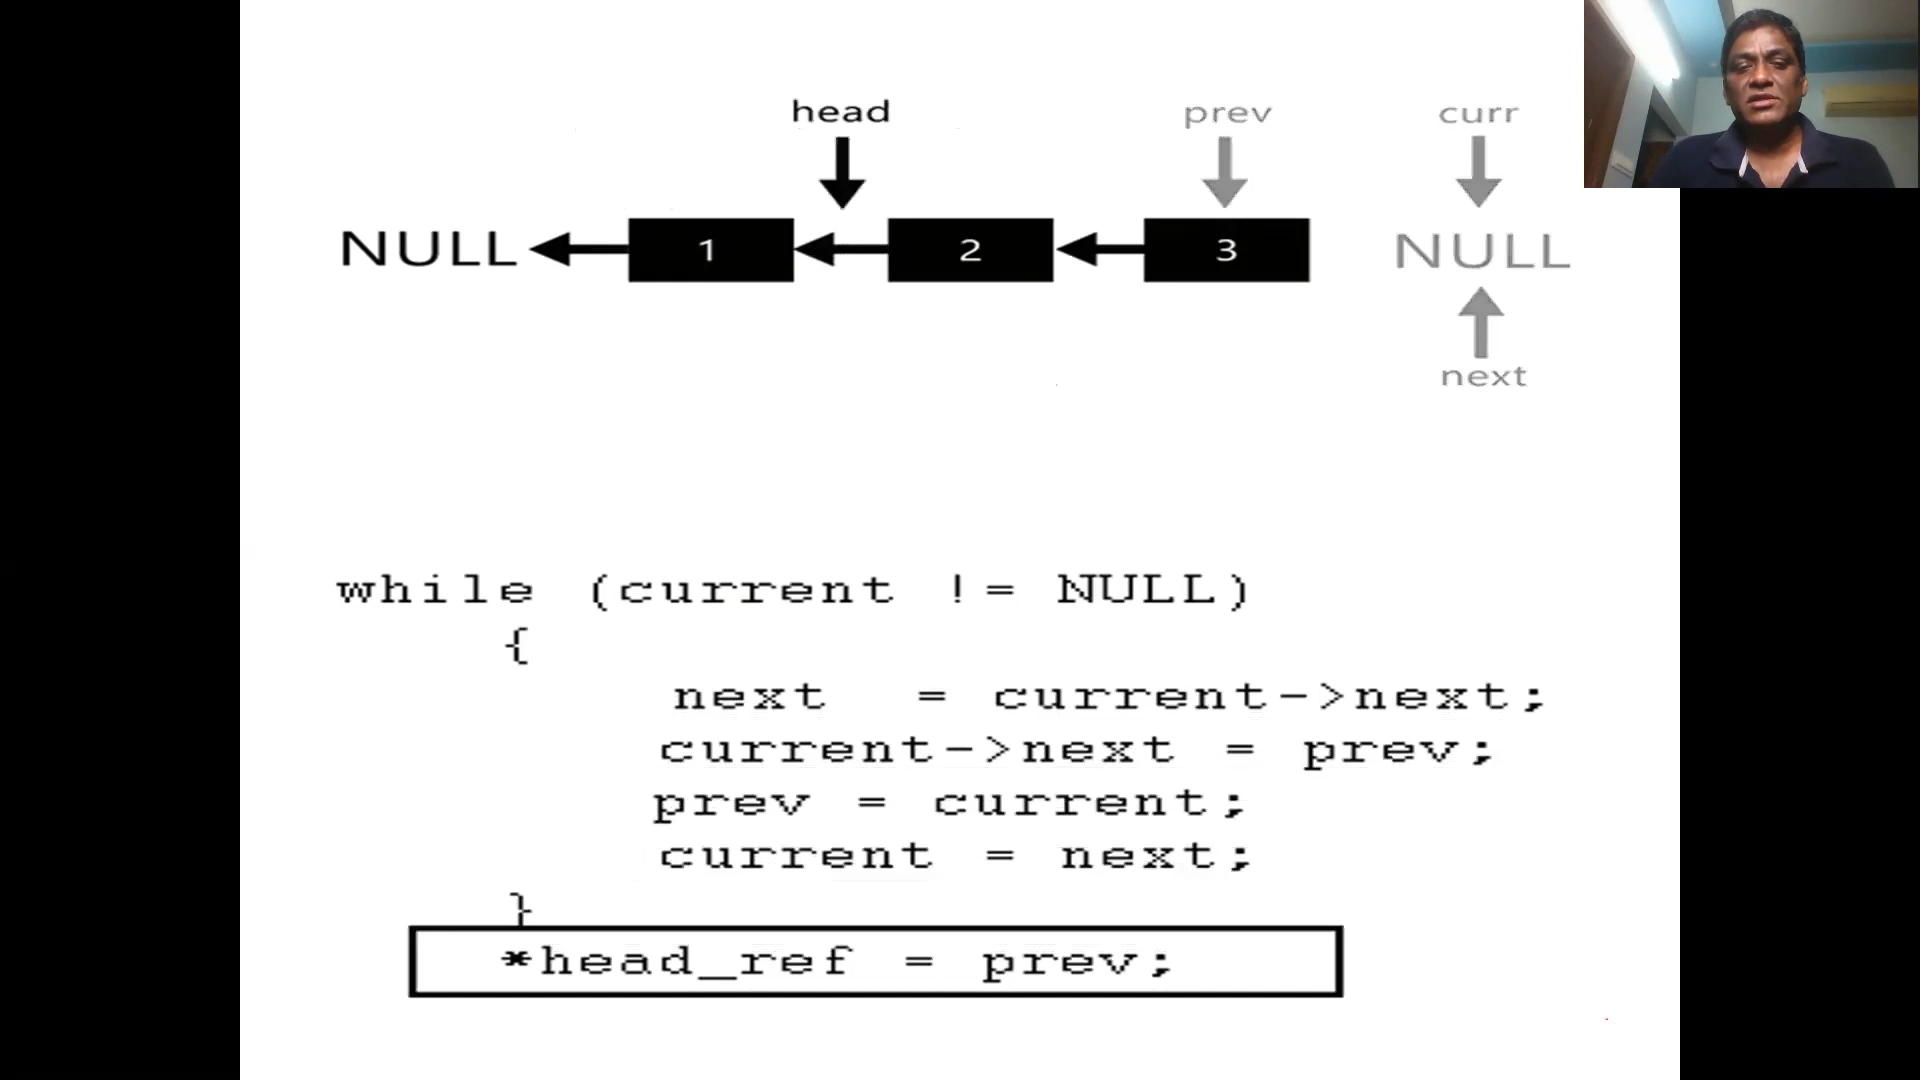 head prev curr
NULL 1 2 3 NULL
next
while (current != NULL)
{
next = current->next;
current->next = prev;
prev = current;
current = next;
}
*head_ref = prev;